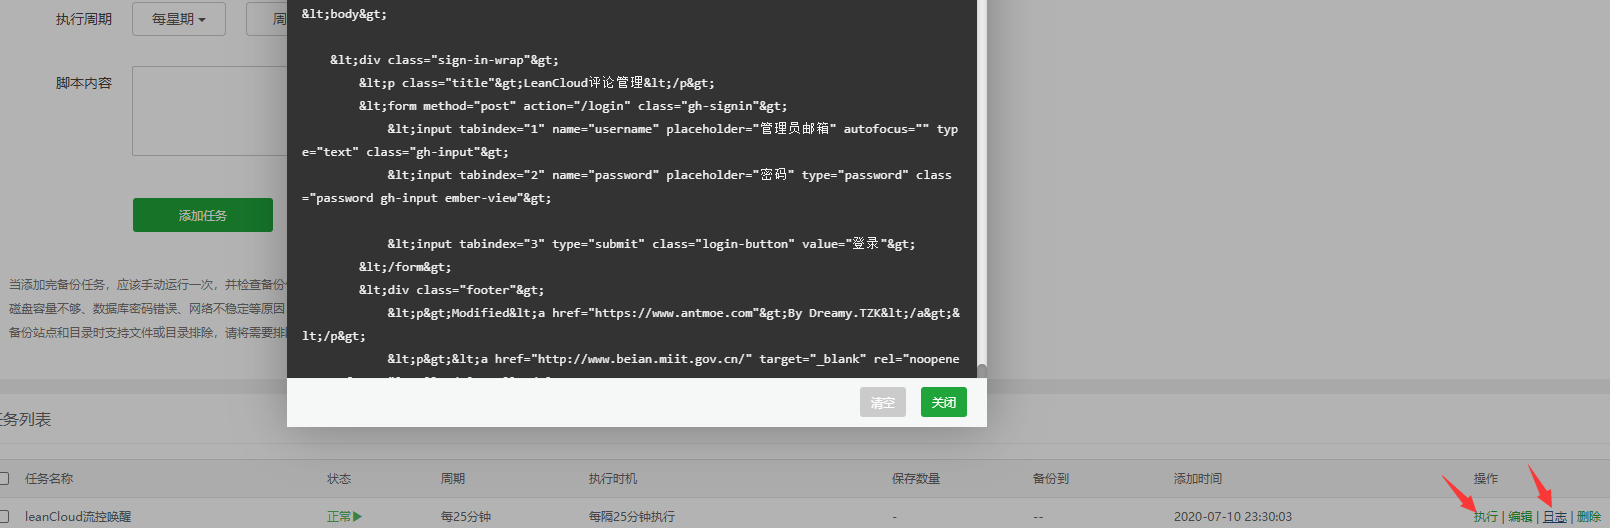 执行周期
每星期
周
脚本内容
添加任务
当添加完备份任务，应该手动运行一次，并检查备份
磁盘容量不够、数据库密码错误、网络不稳定等原因
备份站点和目录时支持文件或目录排除，请将需要排
&lt;body&gt;
&lt;div class="sign-in-wrap"&gt;
&lt;p class="title"&gt;LeanCloud评论管理&lt;/p&gt;
&lt;form method="post" action="/login" class="gh-signin"&gt;
&lt;input tabindex="1" name="username" placeholder="管理员邮箱" autofocus="" typ
e="text" class="gh-input"&gt;
&lt;input tabindex="2" name="password" placeholder="密码" type="password" class
="password gh-input ember-view"&gt;
&lt;input tabindex="3" type="submit" class="login-button" value="登录"&gt;
&lt;/form&gt;
&lt;div class="footer"&gt;
&lt;p&gt;Modified&lt;a href="https://www.antmoe.com"&gt;By Dreamy.TZK&lt;/a&gt;&
lt;/p&gt;
&lt;p&gt;&lt;a href="http://www.beian.miit.gov.cn/" target="_blank" rel="noopene
清空 关闭
任务列表
任务名称 状态 周期 执行时机 保存数量 备份到 添加时间 操作
leanCloud流控唤醒 正常 每25分钟 每隔25分钟执行 - -- 2020-07-10 23:30:03 执行 | 编辑 | 日志 | 删除